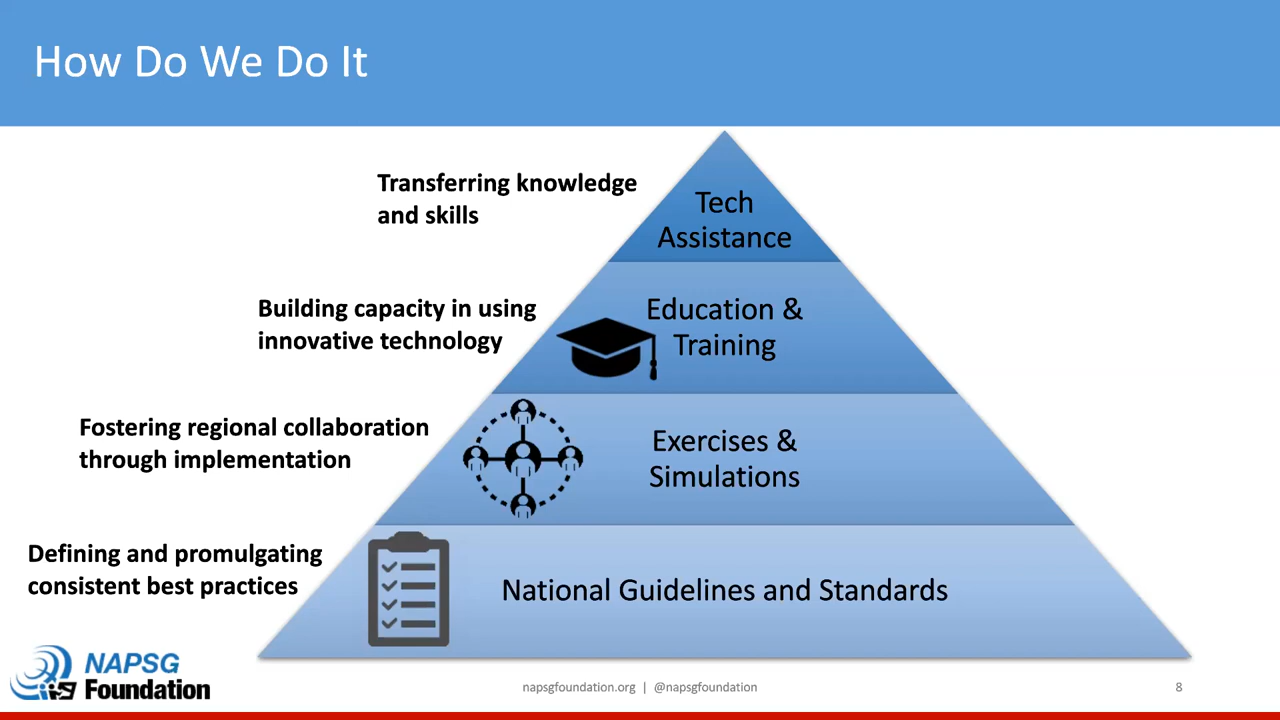 How Do We Do It
Transferring knowledge
and skills
Tech
Assistance
Building capacity in using
innovative technology
Education &
Training
Fostering regional collaboration
through implementation
Exercises &
Simulations
Defining and promulgating
consistent best practices
National Guidelines and Standards
NAPSG
Foundation
napsgfoundation.org | @napsgfoundation
8